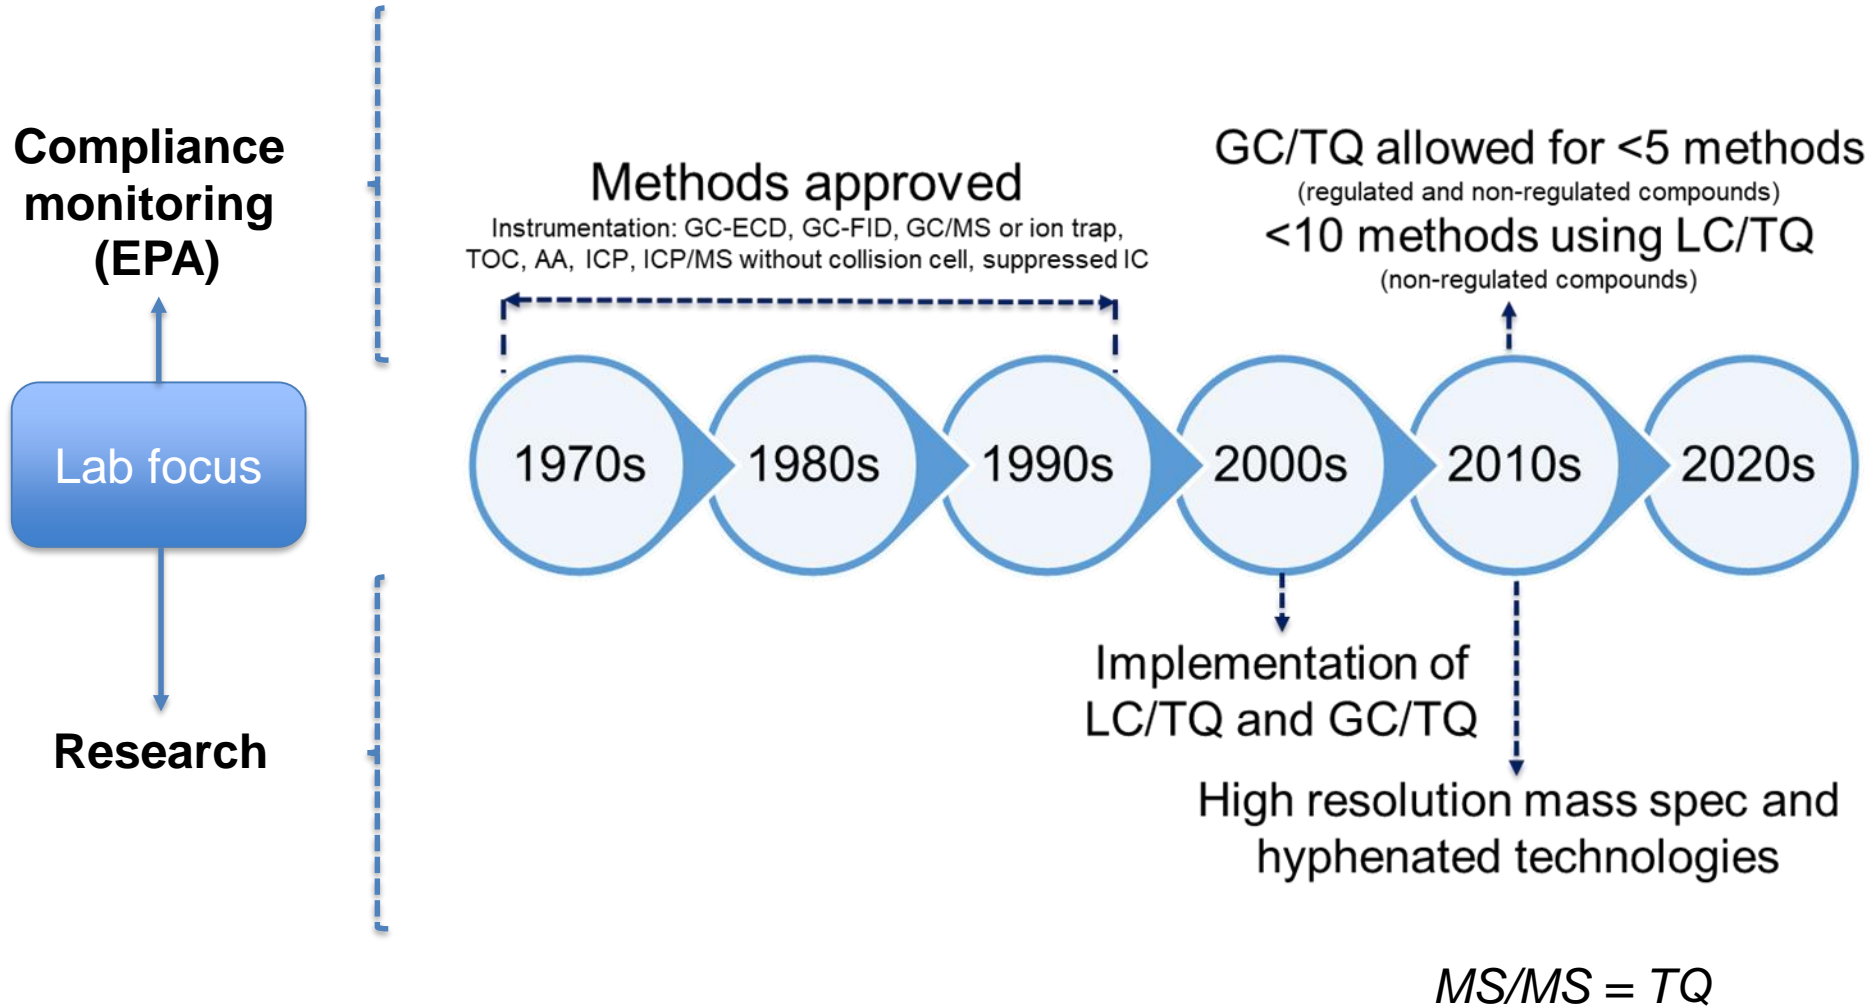 Compliance
monitoring
(EPA)
Lab focus
Research
Methods approved
Instrumentation: GC-ECD, GC-FID, GC/MS or ion trap,
TOC, AA, ICP, ICP/MS without collision cell, suppressed IC
GC/TQ allowed for <5 methods
(regulated and non-regulated compounds)
<10 methods using LC/TQ
(non-regulated compounds)
1970s
1980s
1990s
2000s
2010s
2020s
Implementation of
LC/TQ and GC/TQ
High resolution mass spec and
hyphenated technologies
MS/MS = TQ